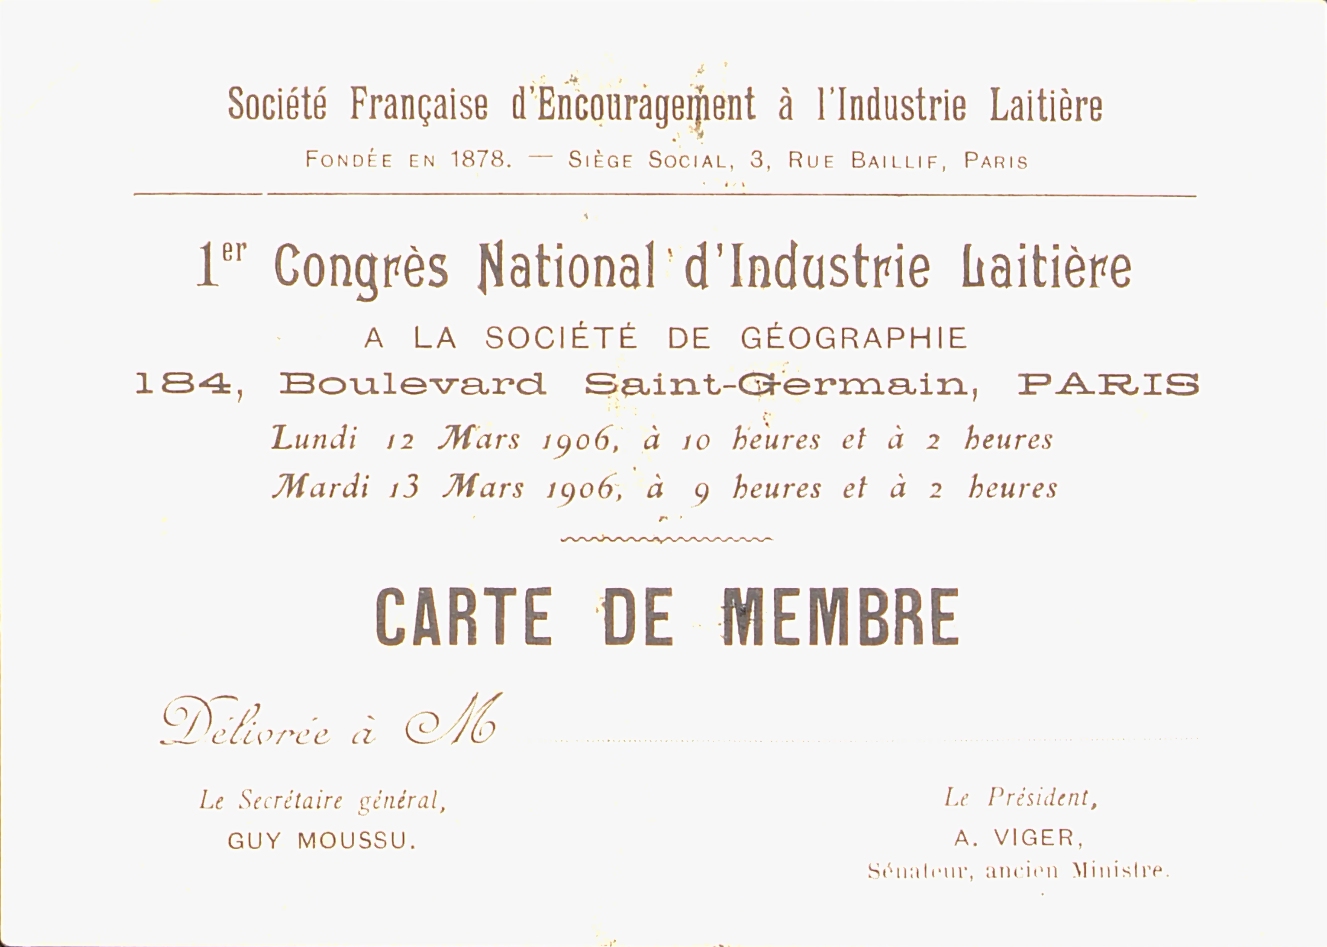 Société Française d'Encouragement à l'Industrie Laitière
Fondée en 1878. — Siège Social, 3, Rue Baillif, Paris
1er Congrès National d'Industrie Laitière
A LA SOCIÉTÉ DE GÉOGRAPHIE
184, Boulevard Saint-Germain, PARIS
Lundi 12 Mars 1906, à 10 heures et à 2 heures
Mardi 13 Mars 1906, à 9 heures et à 2 heures
CARTE DE MEMBRE
Délivrée à M
Le Secrétaire général,
GUY MOUSSU.
Le Président,
A. VIGER,
Sénateur, ancien Ministre.